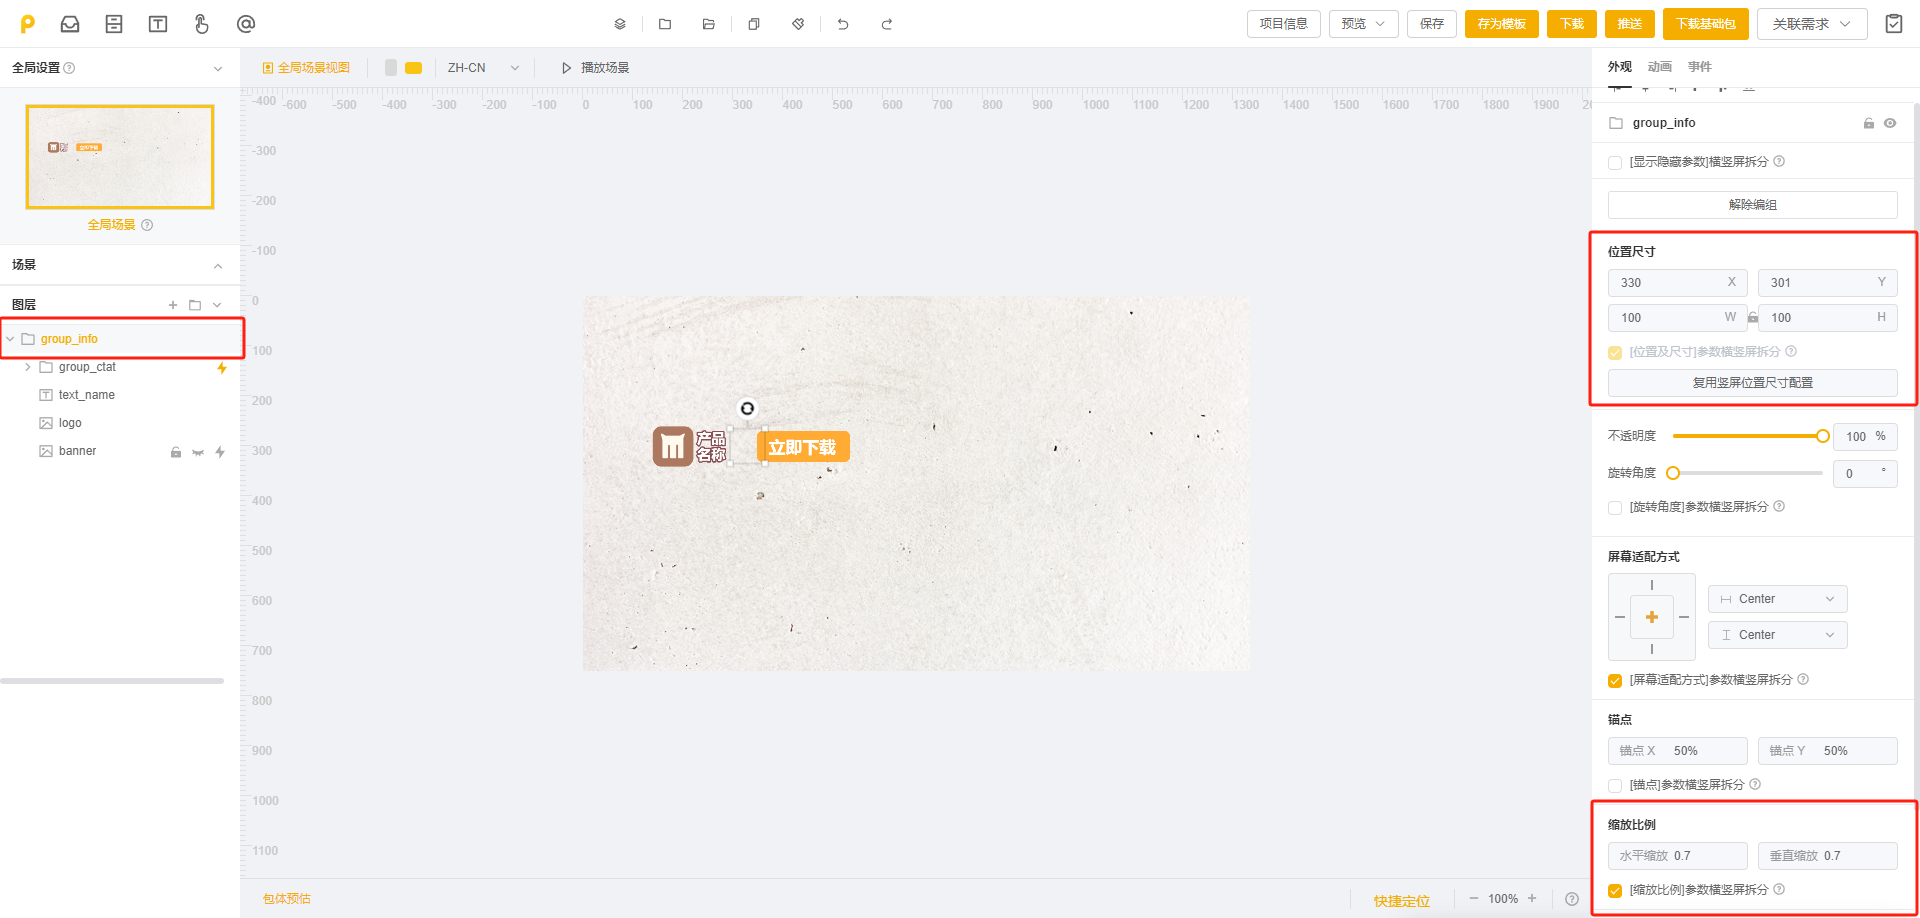 P
项目信息
预览
保存
存为模板
下载
推送
下载基础包
关联需求
全局设置
全局场景视图
ZH-CN
播放场景
外观
动画
事件
-600 -500 -400 -300 -200 -100 0 100 200 300 400 500 600 700 800 900 1000 1100 1200 1300 1400 1500 1600 1700 1800 1900
-400
-300
-200
-100
0
100
200
300
400
500
600
700
800
900
1000
1100
全局场景
场景
图层
group_info
group_ctat
text_name
logo
banner
产品
名称
立即下载
group_info
[显示隐藏参数]横竖屏拆分
解除编组
位置尺寸
330 X
301 Y
100 W
100 H
[位置及尺寸]参数横竖屏拆分
复用竖屏位置尺寸配置
不透明度
100 %
旋转角度
0 °
[旋转角度]参数横竖屏拆分
屏幕适配方式
Center
Center
[屏幕适配方式]参数横竖屏拆分
锚点
锚点 X 50%
锚点 Y 50%
[锚点]参数横竖屏拆分
缩放比例
水平缩放 0.7
垂直缩放 0.7
[缩放比例]参数横竖屏拆分
包体预估
快捷定位
100%